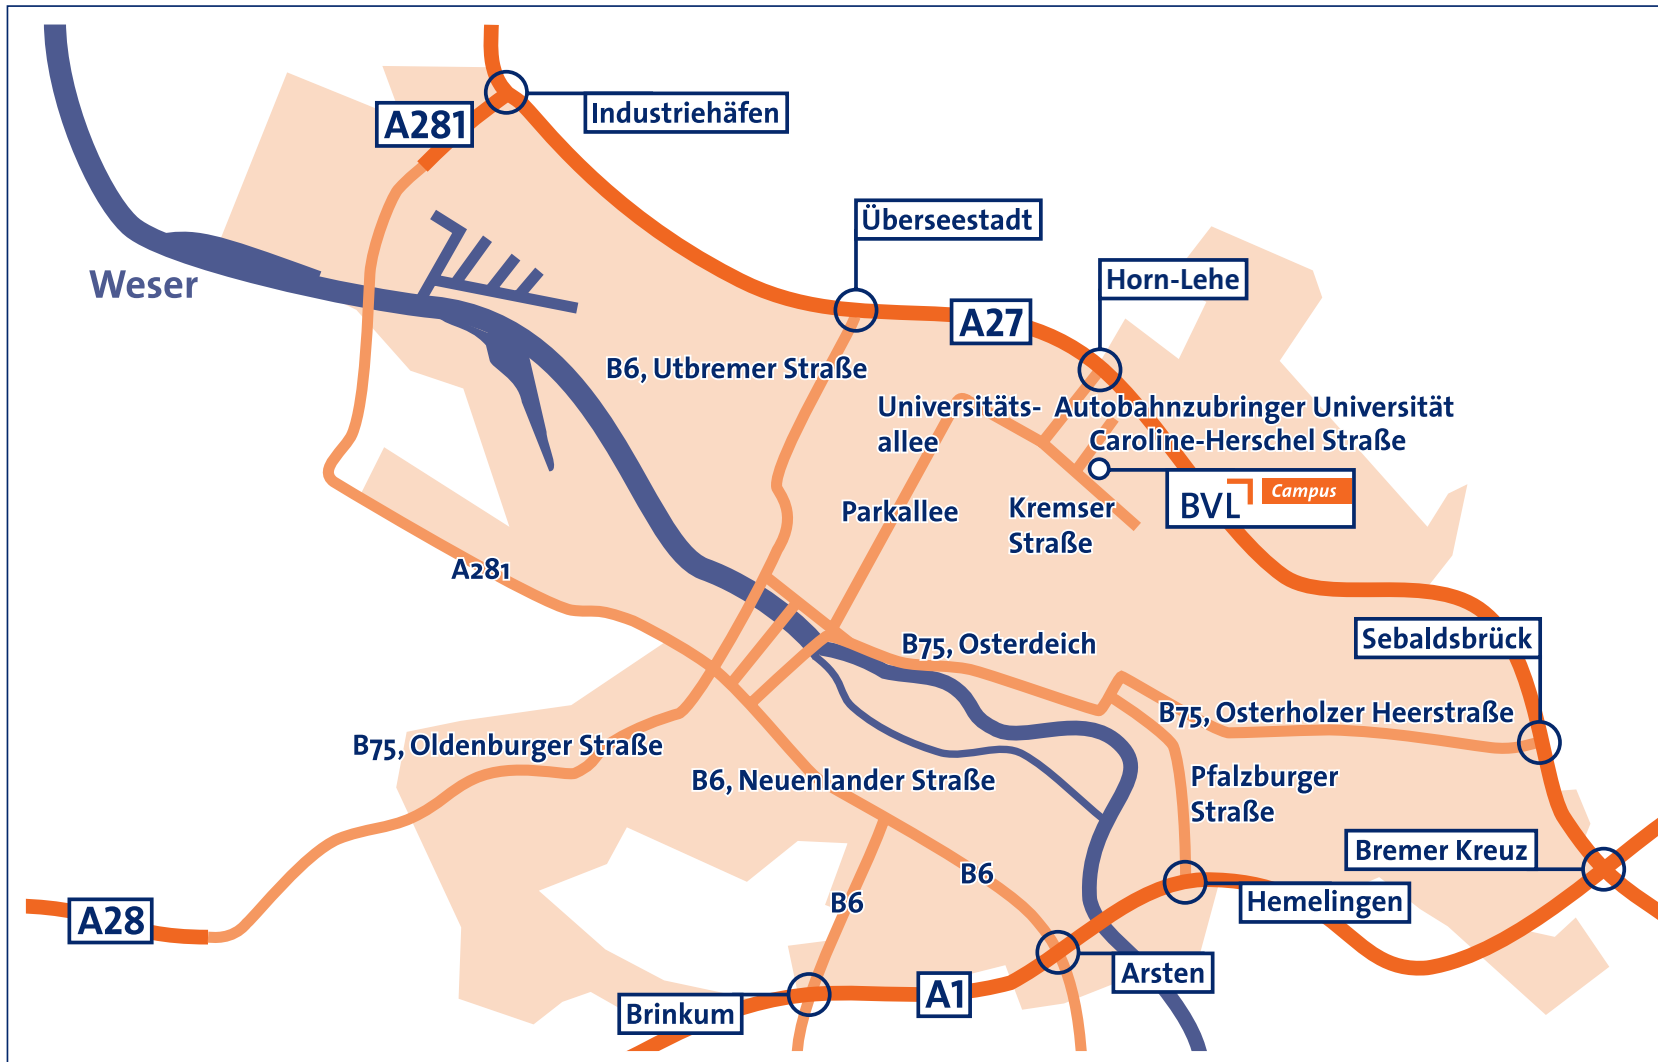 A281
Industriehäfen
Überseestadt
Weser
Horn-Lehe
A27
B6, Utbremer Straße
Universitäts-
allee
Autobahnzubringer Universität
Caroline-Herschel Straße
BVL Campus
Parkallee
Kremser
Straße
A281
Sebaldsbrück
B75, Osterdeich
B75, Osterholzer Heerstraße
B75, Oldenburger Straße
B6, Neuenlander Straße
Pfalzburger
Straße
Bremer Kreuz
B6
B6
Hemelingen
A28
Arsten
A1
Brinkum